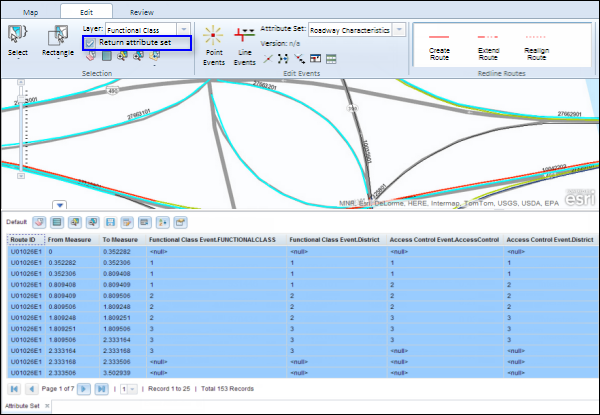 Map Edit Review
Layer: Functional Class
Return attribute set
Select Rectangle
Selection
Point Events
Line Events
Attribute Set: Roadway Characteristics
Version: n/a
Edit Events
Create Route
Extend Route
Realign Route
Redline Routes
27663101
27662901
10042203
MNR, Esri, DeLorme, HERE, Intermap, TomTom, USGS, USDA, EPA
esri
Default
Route ID From Measure To Measure Functional Class Event.FUNCTIONALCLASS Functional Class Event.District Access Control Event.AccessControl Access Control Event.District
U01026E1 0 0.352282 <null> <null> <null> <null>
U01026E1 0.352282 0.352306 1 1 1 1
U01026E1 0.352306 0.809408 1 1 1 1
U01026E1 0.809408 0.809409 1 1 2 2
U01026E1 0.809409 0.809506 2 2 2 2
U01026E1 0.809506 1.809248 2 2 2 2
U01026E1 1.809248 1.809251 2 2 3 3
U01026E1 1.809251 1.809506 3 3 3 3
U01026E1 1.809506 2.333164 3 3 3 3
U01026E1 2.333164 2.333168 3 3 <null> <null>
U01026E1 2.333168 2.333506 <null> <null> <null> <null>
U01026E1 2.333506 3.502939 <null> <null> <null> <null>
Page 1 of 7 | 1 | Record 1 to 25 | Total 153 Records
Attribute Set ×